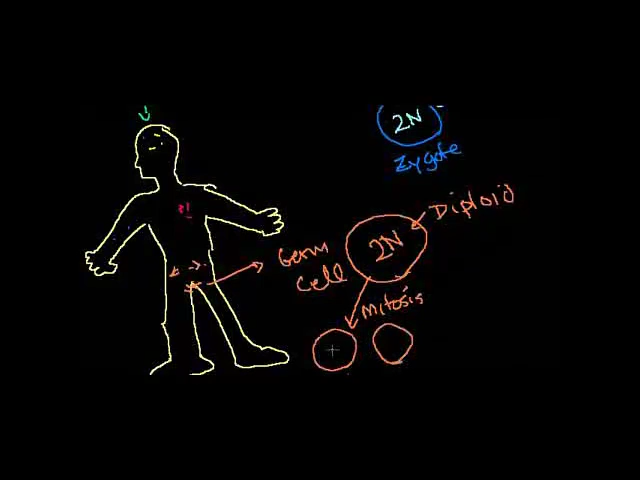 2N
Zygote
Diploid
2N
Germ
Cell
Mitosis